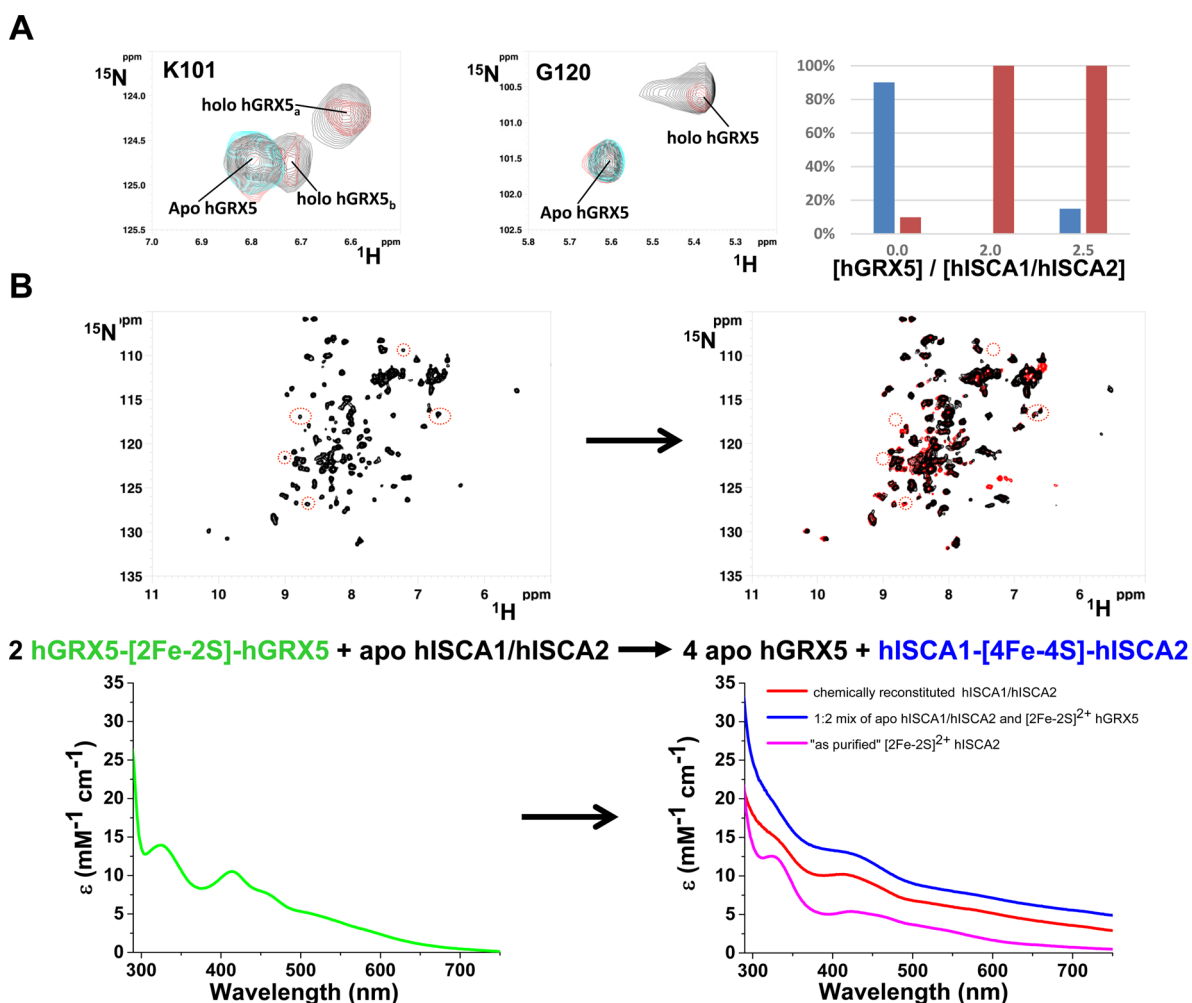 A
ppm
15N
K101
124.0
124.4
125.0
125.5
holo hGRX5a
Apo hGRX5
holo hGRX5b
7.0 6.9 6.8 6.7 6.6 ppm
1H
ppm
15N
G120
100.5
101.5
102.0
102.5
holo hGRX5
Apo hGRX5
5.8 5.7 5.6 5.5 5.4 5.3 ppm
1H
100%
80%
60%
40%
20%
0%
0.0 2.0 2.5
[hGRX5] / [hISCA1/hISCA2]
B
15N ppm
110
115
120
125
130
135
11 10 9 8 7 6 ppm
1H
15N ppm
110
115
120
125
130
135
11 10 9 8 7 6 ppm
1H
2 hGRX5-[2Fe-2S]-hGRX5 + apo hISCA1/hISCA2 → 4 apo hGRX5 + hISCA1-[4Fe-4S]-hISCA2
ε (mM-1 cm-1)
35
30
25
20
15
10
5
0
300 400 500 600 700
Wavelength (nm)
ε (mM-1 cm-1)
35
30
25
20
15
10
5
0
chemically reconstituted hISCA1/hISCA2
1:2 mix of apo hISCA1/hISCA2 and [2Fe-2S]2+ hGRX5
"as purified" [2Fe-2S]2+ hISCA2
300 400 500 600 700
Wavelength (nm)